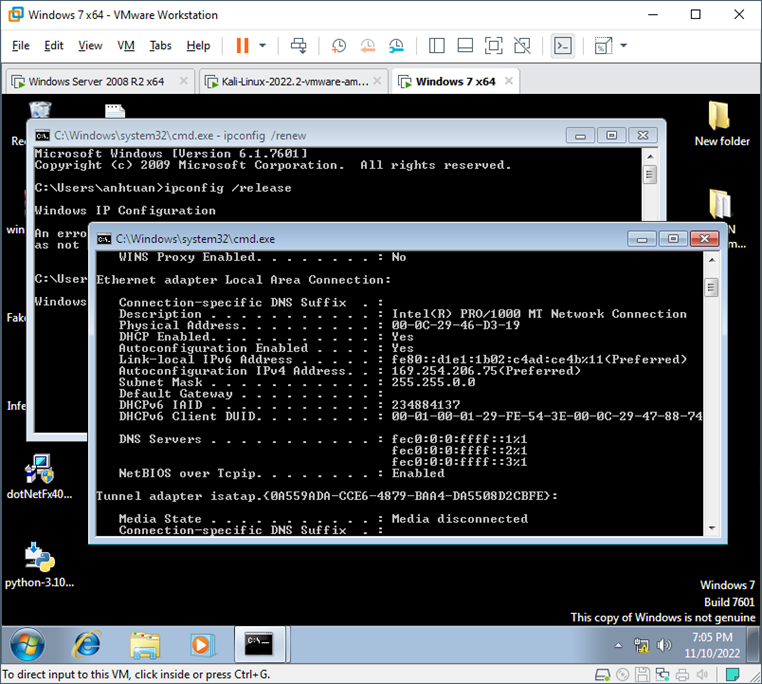 Windows 7 x64 - VMware Workstation
File Edit View VM Tabs Help
Windows Server 2008 R2 x64
Kali-Linux-2022.2-vmware-am...
Windows 7 x64
Re
New folder
C:\Windows\system32\cmd.exe - ipconfig /renew
Microsoft Windows [Version 6.1.7601]
Copyright (c) 2009 Microsoft Corporation. All rights reserved.
C:\Users\anhtuan>ipconfig /release
Windows IP Configuration
An erro
as not
C:\User
Windows
win
N
m...
Fak
Infe
C:\Windows\system32\cmd.exe
WINS Proxy Enabled. . . . . . . . : No
Ethernet adapter Local Area Connection:
Connection-specific DNS Suffix . :
Description . . . . . . . . . . . : Intel(R) PRO/1000 MT Network Connection
Physical Address. . . . . . . . . : 00-0C-29-46-D3-19
DHCP Enabled. . . . . . . . . . . : Yes
Autoconfiguration Enabled . . . . : Yes
Link-local IPv6 Address . . . . . : fe80::d1e1:1b02:c4ad:ce4b%11(Preferred)
Autoconfiguration IPv4 Address. . : 169.254.206.75(Preferred)
Subnet Mask . . . . . . . . . . . : 255.255.0.0
Default Gateway . . . . . . . . . :
DHCPv6 IAID . . . . . . . . . . . : 234884137
DHCPv6 Client DUID. . . . . . . . : 00-01-00-01-29-FE-54-3E-00-0C-29-47-88-74
DNS Servers . . . . . . . . . . . : fec0:0:0:ffff::1%1
fec0:0:0:ffff::2%1
fec0:0:0:ffff::3%1
NetBIOS over Tcpip. . . . . . . . : Enabled
Tunnel adapter isatap.{0A559ADA-CCE6-4879-BAA4-DA5508D2CBFE}:
Media State . . . . . . . . . . . : Media disconnected
Connection-specific DNS Suffix . :
dotNetFx40...
python-3.10...
Windows 7
Build 7601
This copy of Windows is not genuine
7:05 PM
11/10/2022
To direct input to this VM, click inside or press Ctrl+G.